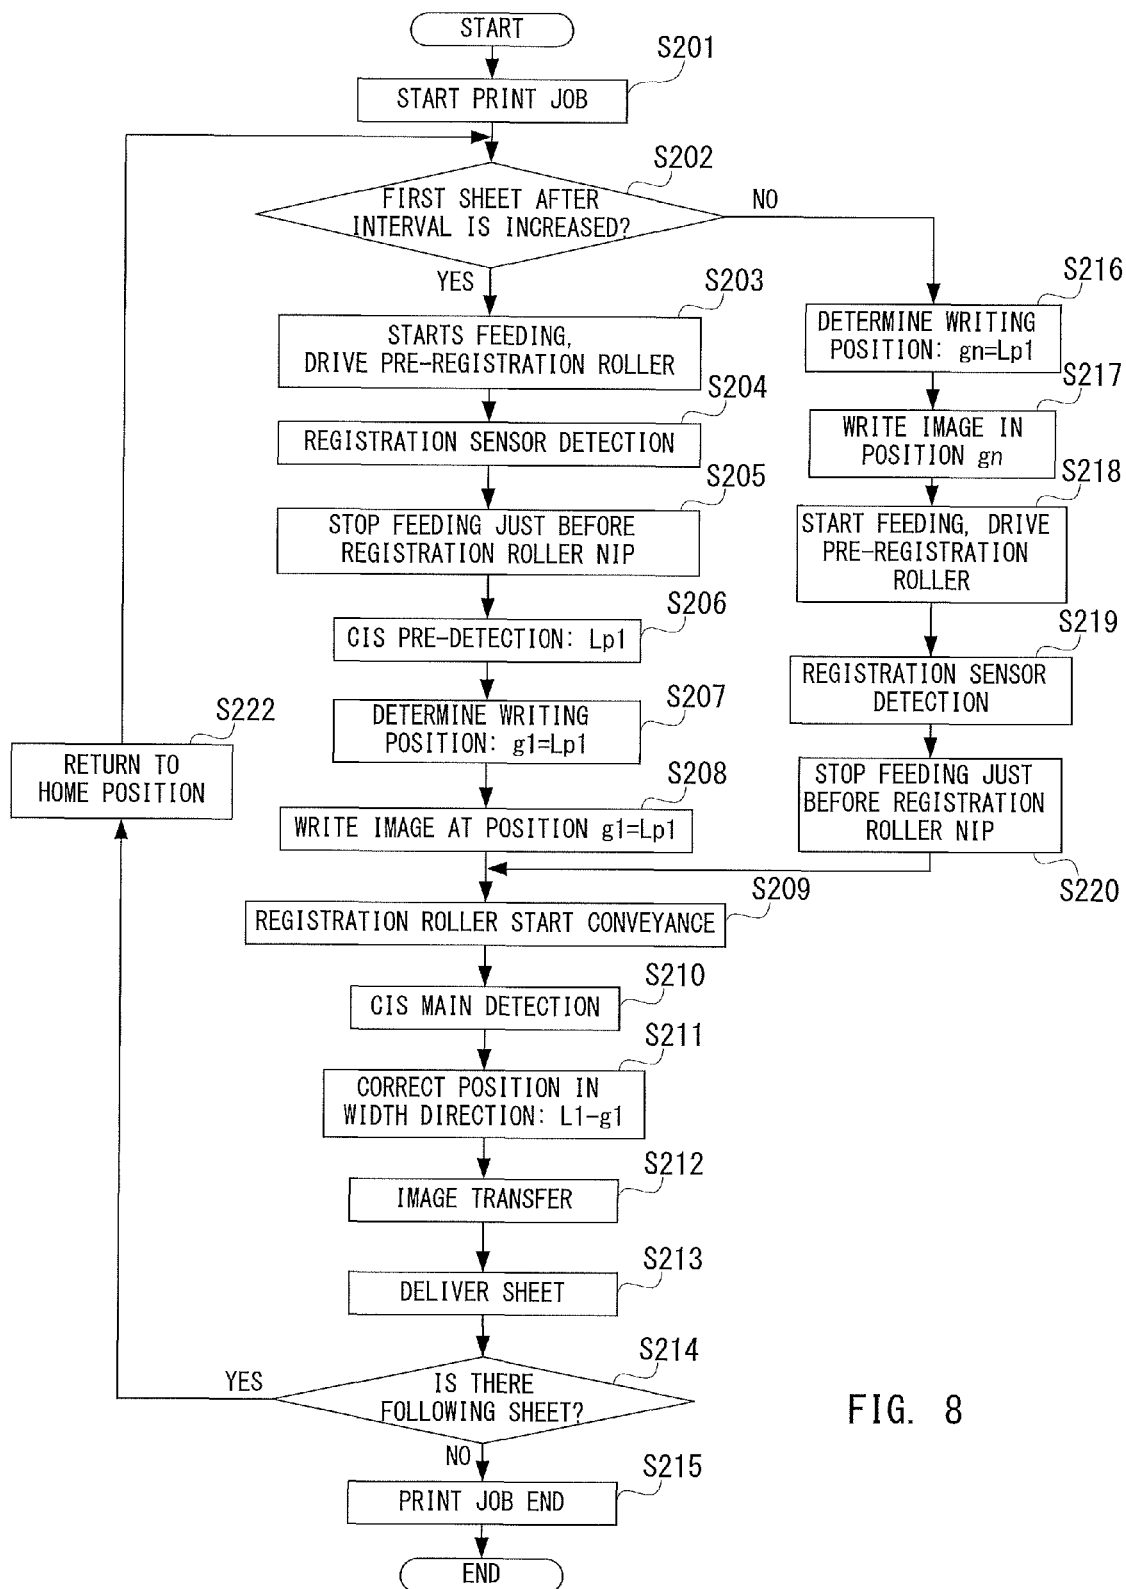 START
S201
START PRINT JOB
S202
FIRST SHEET AFTER
INTERVAL IS INCREASED?
NO
YES
S203
STARTS FEEDING,
DRIVE PRE-REGISTRATION ROLLER
S204
REGISTRATION SENSOR DETECTION
S205
STOP FEEDING JUST BEFORE
REGISTRATION ROLLER NIP
S206
CIS PRE-DETECTION: Lp1
S207
DETERMINE WRITING
POSITION: g1=Lp1
S208
WRITE IMAGE AT POSITION g1=Lp1
S216
DETERMINE WRITING
POSITION: gn=Lp1
S217
WRITE IMAGE IN
POSITION gn
S218
START FEEDING, DRIVE
PRE-REGISTRATION
ROLLER
S219
REGISTRATION SENSOR
DETECTION
STOP FEEDING JUST
BEFORE REGISTRATION
ROLLER NIP
S220
S222
RETURN TO
HOME POSITION
S209
REGISTRATION ROLLER START CONVEYANCE
S210
CIS MAIN DETECTION
S211
CORRECT POSITION IN
WIDTH DIRECTION: L1-g1
S212
IMAGE TRANSFER
S213
DELIVER SHEET
S214
YES
IS THERE
FOLLOWING SHEET?
NO
S215
PRINT JOB END
END
FIG. 8